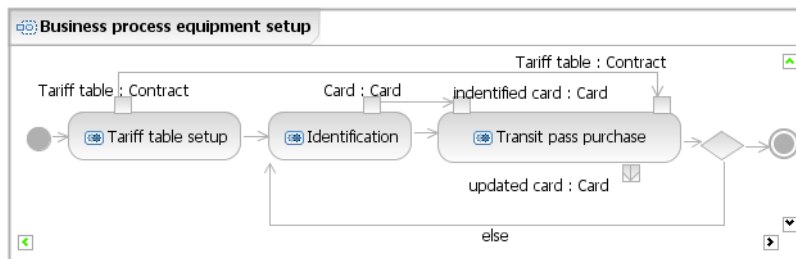 Business process equipment setup
Tariff table : Contract
Tariff table : Contract
Card : Card
indentified card : Card
Tariff table setup
Identification
Transit pass purchase
updated card : Card
else